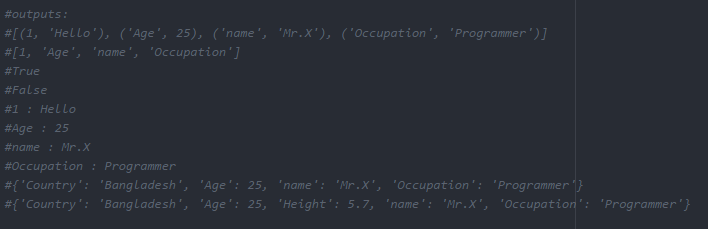 #outputs:
#[(1, 'Hello'), ('Age', 25), ('name', 'Mr.X'), ('Occupation', 'Programmer')]
#[1, 'Age', 'name', 'Occupation']
#True
#False
#1 : Hello
#Age : 25
#name : Mr.X
#Occupation : Programmer
#{'Country': 'Bangladesh', 'Age': 25, 'name': 'Mr.X', 'Occupation': 'Programmer'}
#{'Country': 'Bangladesh', 'Age': 25, 'Height': 5.7, 'name': 'Mr.X', 'Occupation': 'Programmer'}